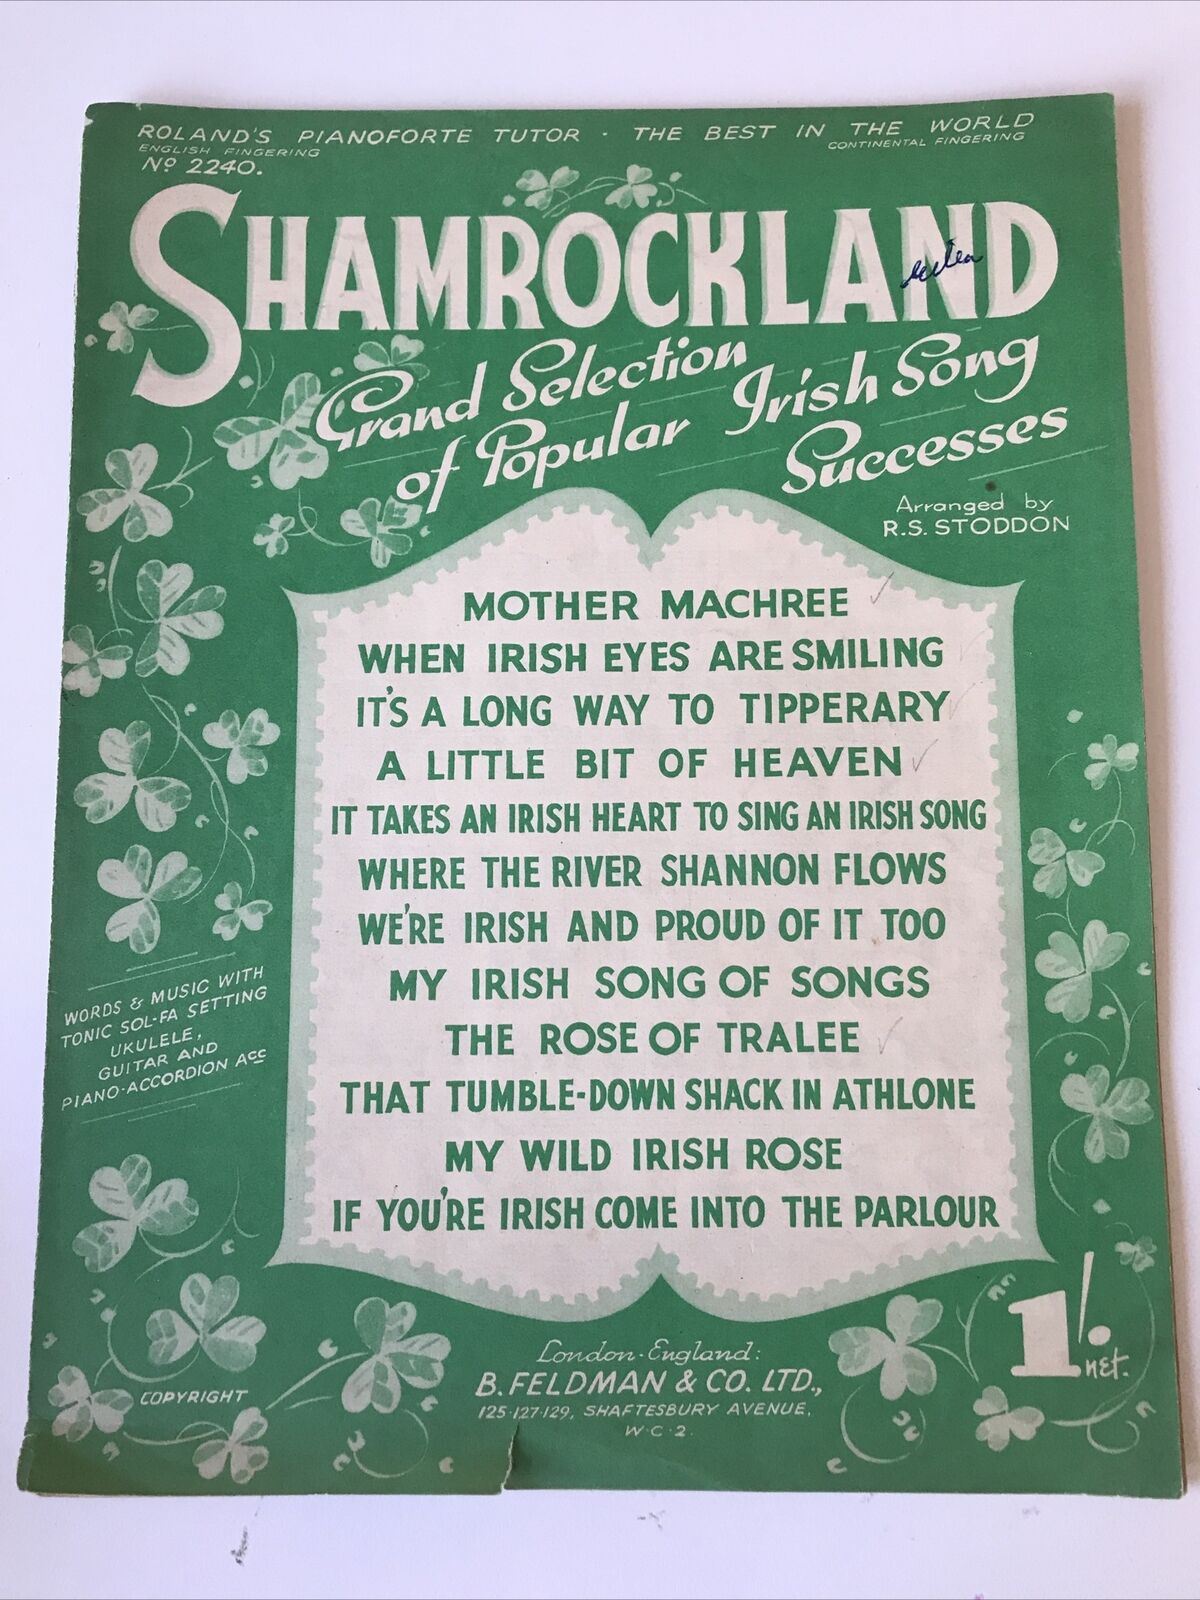 ROLAND'S PIANOFORTE TUTOR · THE BEST IN THE WORLD
ENGLISH FINGERING CONTINENTAL FINGERING
Nº 2240.
SHAMROCKLAND
Grand Selection
of Popular Irish Song
Successes
Arranged by
R.S. STODDON
MOTHER MACHREE
WHEN IRISH EYES ARE SMILING
IT'S A LONG WAY TO TIPPERARY
A LITTLE BIT OF HEAVEN
IT TAKES AN IRISH HEART TO SING AN IRISH SONG
WHERE THE RIVER SHANNON FLOWS
WE'RE IRISH AND PROUD OF IT TOO
MY IRISH SONG OF SONGS
THE ROSE OF TRALEE
THAT TUMBLE-DOWN SHACK IN ATHLONE
MY WILD IRISH ROSE
IF YOU'RE IRISH COME INTO THE PARLOUR
WORDS & MUSIC WITH
TONIC SOL-FA SETTING
UKULELE,
GUITAR AND
PIANO-ACCORDION Acc
1/. NET.
London·England:
B. FELDMAN & CO. LTD.,
125·127·129, SHAFTESBURY AVENUE,
W·C·2.
COPYRIGHT